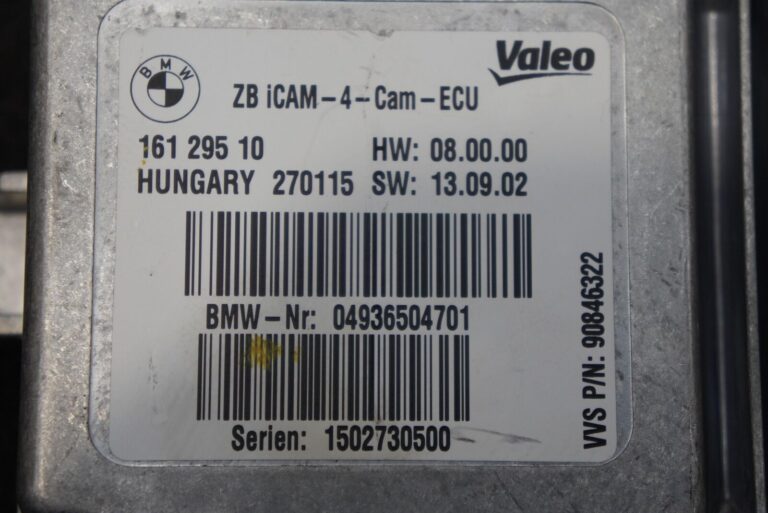 BMW
Valeo
ZB iCAM-4-Cam-ECU
161 295 10 HW: 08.00.00
HUNGARY 270115 SW: 13.09.02
BMW-Nr: 04936504701
Serien: 1502730500
VVS P/N: 90846322